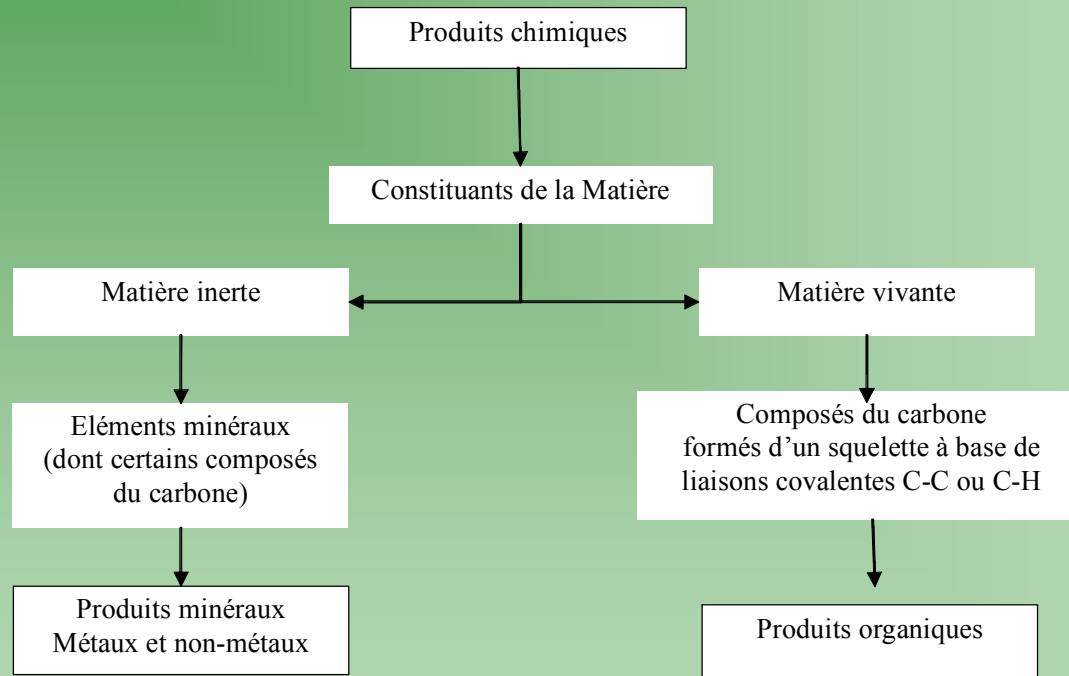 Produits chimiques
Constituants de la Matière
Matière inerte
Matière vivante
Eléments minéraux
(dont certains composés
du carbone)
Composés du carbone
formés d'un squelette à base de
liaisons covalentes C-C ou C-H
Produits minéraux
Métaux et non-métaux
Produits organiques